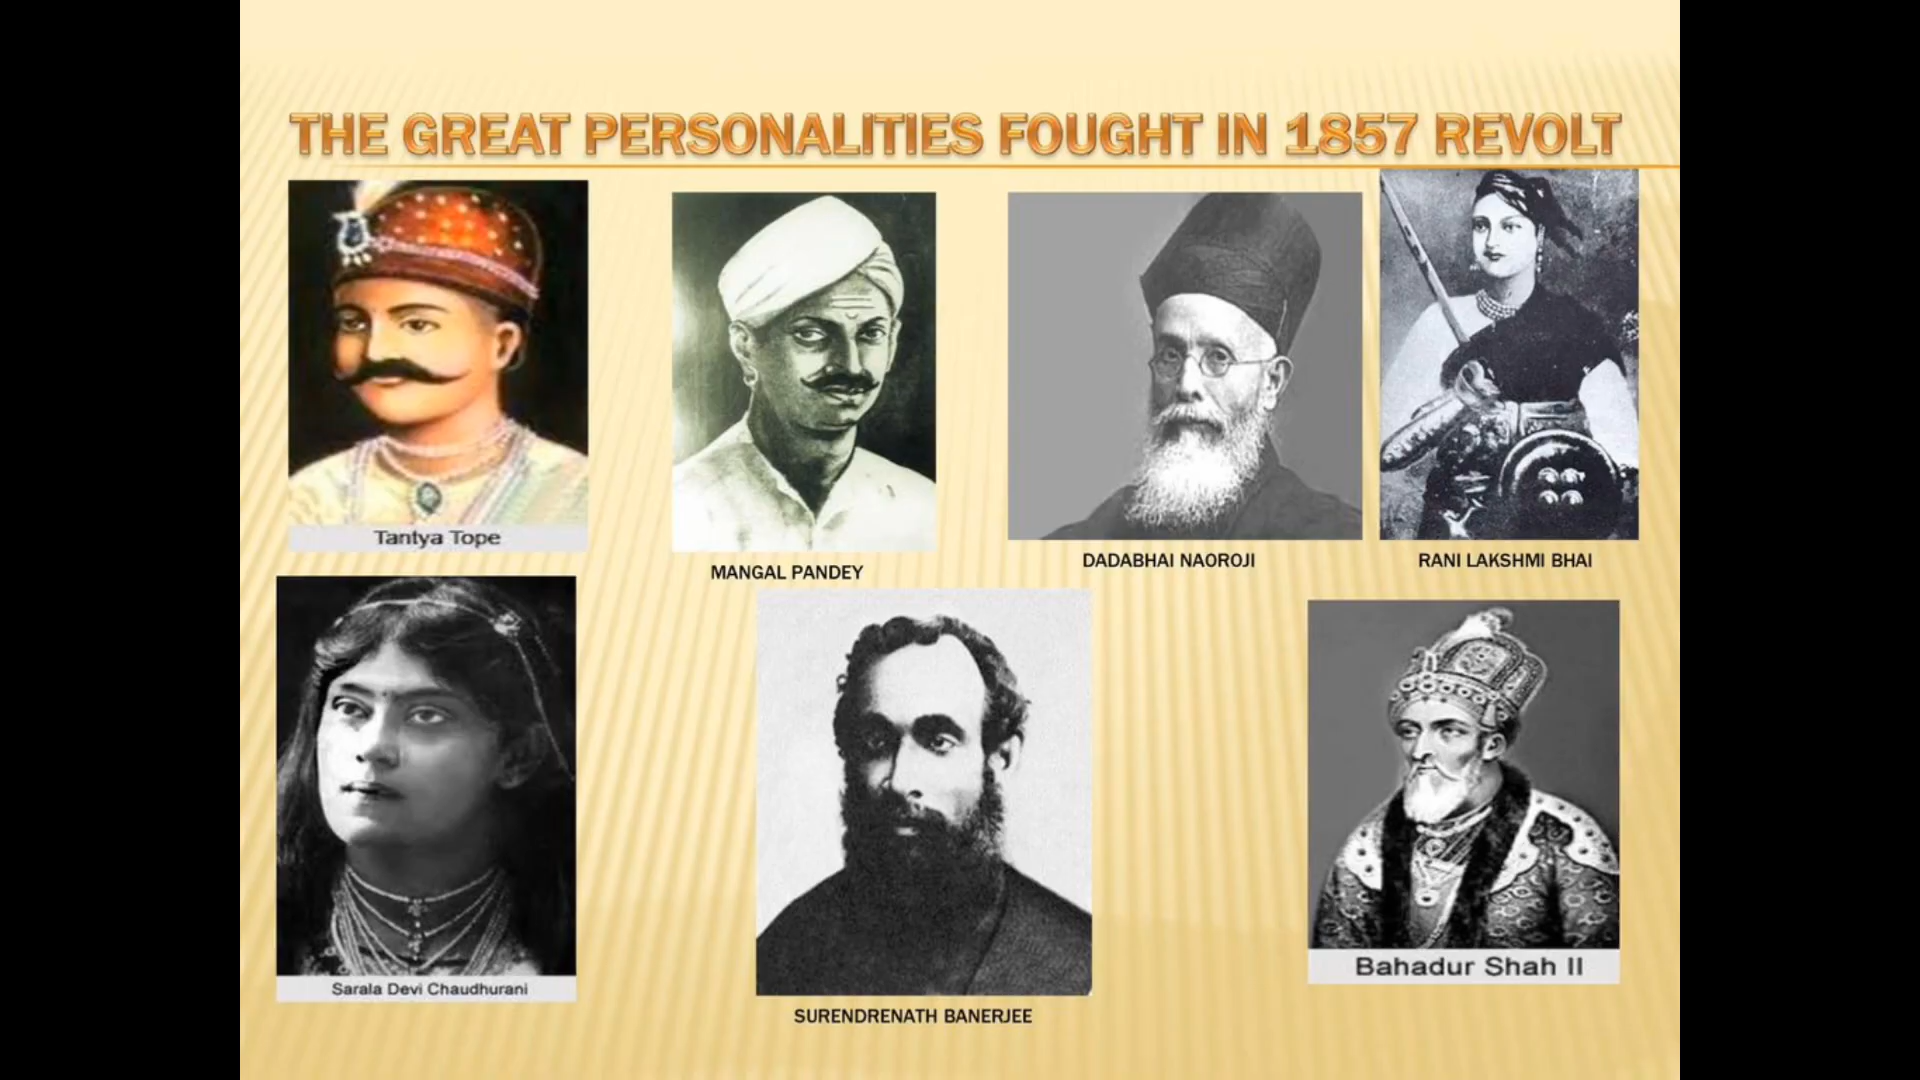 THE GREAT PERSONALITIES FOUGHT IN 1857 REVOLT
Tantya Tope
MANGAL PANDEY
DADABHAI NAOROJI
RANI LAKSHMI BHAI
Sarala Devi Chaudhurani
SURENDRENATH BANERJEE
Bahadur Shah II